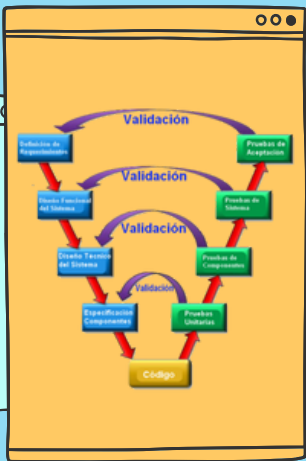 Validación
Definición de
Requerimientos
Pruebas de
Aceptación
Validación
Diseño Funcional
del Sistema
Pruebas de
Sistema
Validación
Diseño Técnico
del Sistema
Pruebas de
Componentes
Validación
Especificación
Componentes
Pruebas
Unitarias
Código